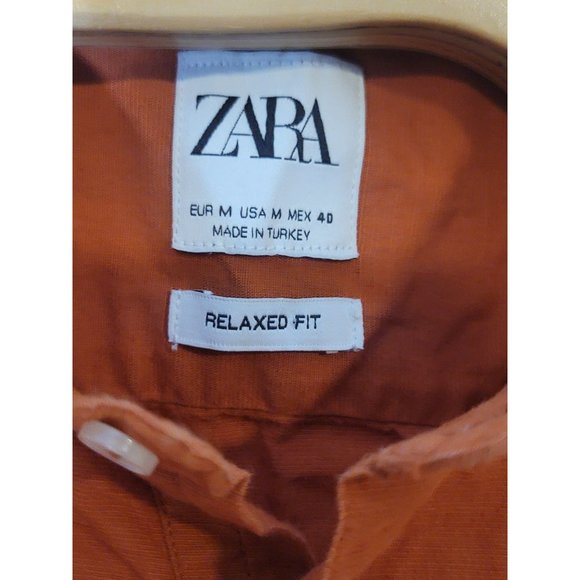 ZARA
EUR M USA M MEX 40
MADE IN TURKEY
RELAXED FIT